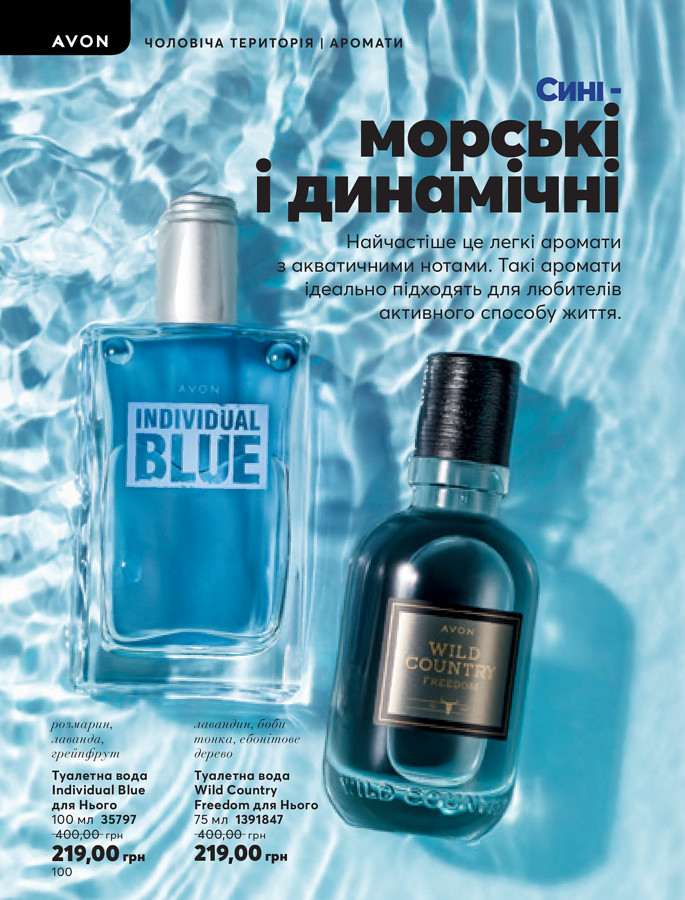 AVON
ЧОЛОВІЧА ТЕРИТОРІЯ | АРОМАТИ
Сині -
морські
і динамічні
Найчастіше це легкі аромати
з акватичними нотами. Такі аромати
ідеально підходять для любителів
активного способу життя.
AVON
INDIVIDUAL
BLUE
AVON
WILD
COUNTRY
FREEDOM
WILD COUNTRY
розмарин,
лаванда,
грейпфрут
Туалетна вода
Individual Blue
для Нього
100 мл 35797
400,00 грн
219,00 грн
100
лавандин, боби
тонка, ебонітове
дерево
Туалетна вода
Wild Country
Freedom для Нього
75 мл 1391847
400,00 грн
219,00 грн